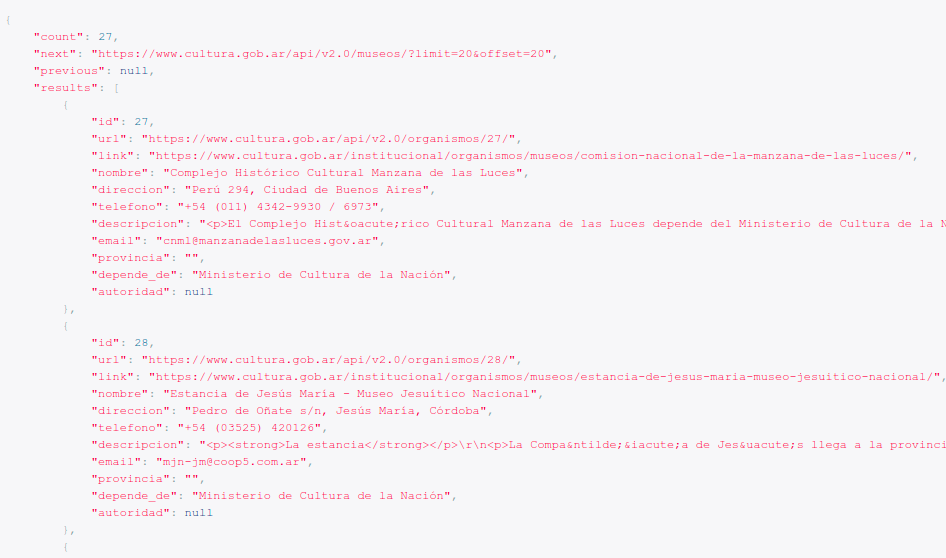 {
"count": 27,
"next": "https://www.cultura.gob.ar/api/v2.0/museos/?limit=20&offset=20",
"previous": null,
"results": [
{
"id": 27,
"url": "https://www.cultura.gob.ar/api/v2.0/organismos/27/",
"link": "https://www.cultura.gob.ar/institucional/organismos/museos/comision-nacional-de-la-manzana-de-las-luces/",
"nombre": "Complejo Histórico Cultural Manzana de las Luces",
"direccion": "Perú 294, Ciudad de Buenos Aires",
"telefono": "+54 (011) 4342-9930 / 6973",
"descripcion": "<p>El Complejo Hist&oacute;rico Cultural Manzana de las Luces depende del Ministerio de Cultura de la N
"email": "cnml@manzanadelasluces.gov.ar",
"provincia": "",
"depende_de": "Ministerio de Cultura de la Nación",
"autoridad": null
},
{
"id": 28,
"url": "https://www.cultura.gob.ar/api/v2.0/organismos/28/",
"link": "https://www.cultura.gob.ar/institucional/organismos/museos/estancia-de-jesus-maria-museo-jesuitico-nacional/",
"nombre": "Estancia de Jesús María - Museo Jesuítico Nacional",
"direccion": "Pedro de Oñate s/n, Jesús María, Córdoba",
"telefono": "+54 (03525) 420126",
"descripcion": "<p><strong>La estancia</strong></p>\r\n<p>La Compa&ntilde;&iacute;a de Jes&uacute;s llega a la provinci
"email": "mjn-jm@coop5.com.ar",
"provincia": "",
"depende_de": "Ministerio de Cultura de la Nación",
"autoridad": null
},
{